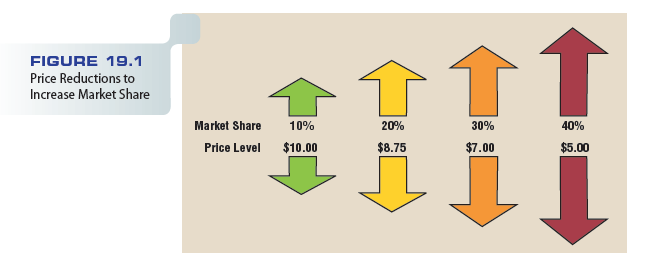 FIGURE 19.1
Price Reductions to
Increase Market Share
Market Share 10% 20% 30% 40%
Price Level $10.00 $8.75 $7.00 $5.00